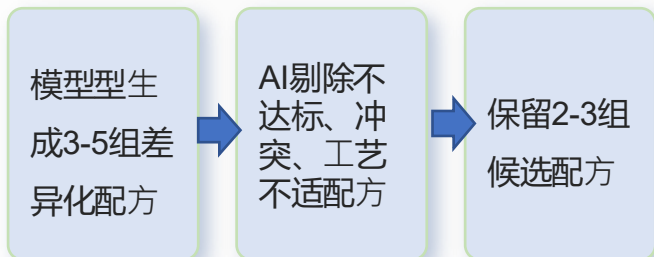 模型型生
成3-5组差
异化配方
AI剔除不
达标、冲
突、工艺
不适配方
保留2-3组
候选配方